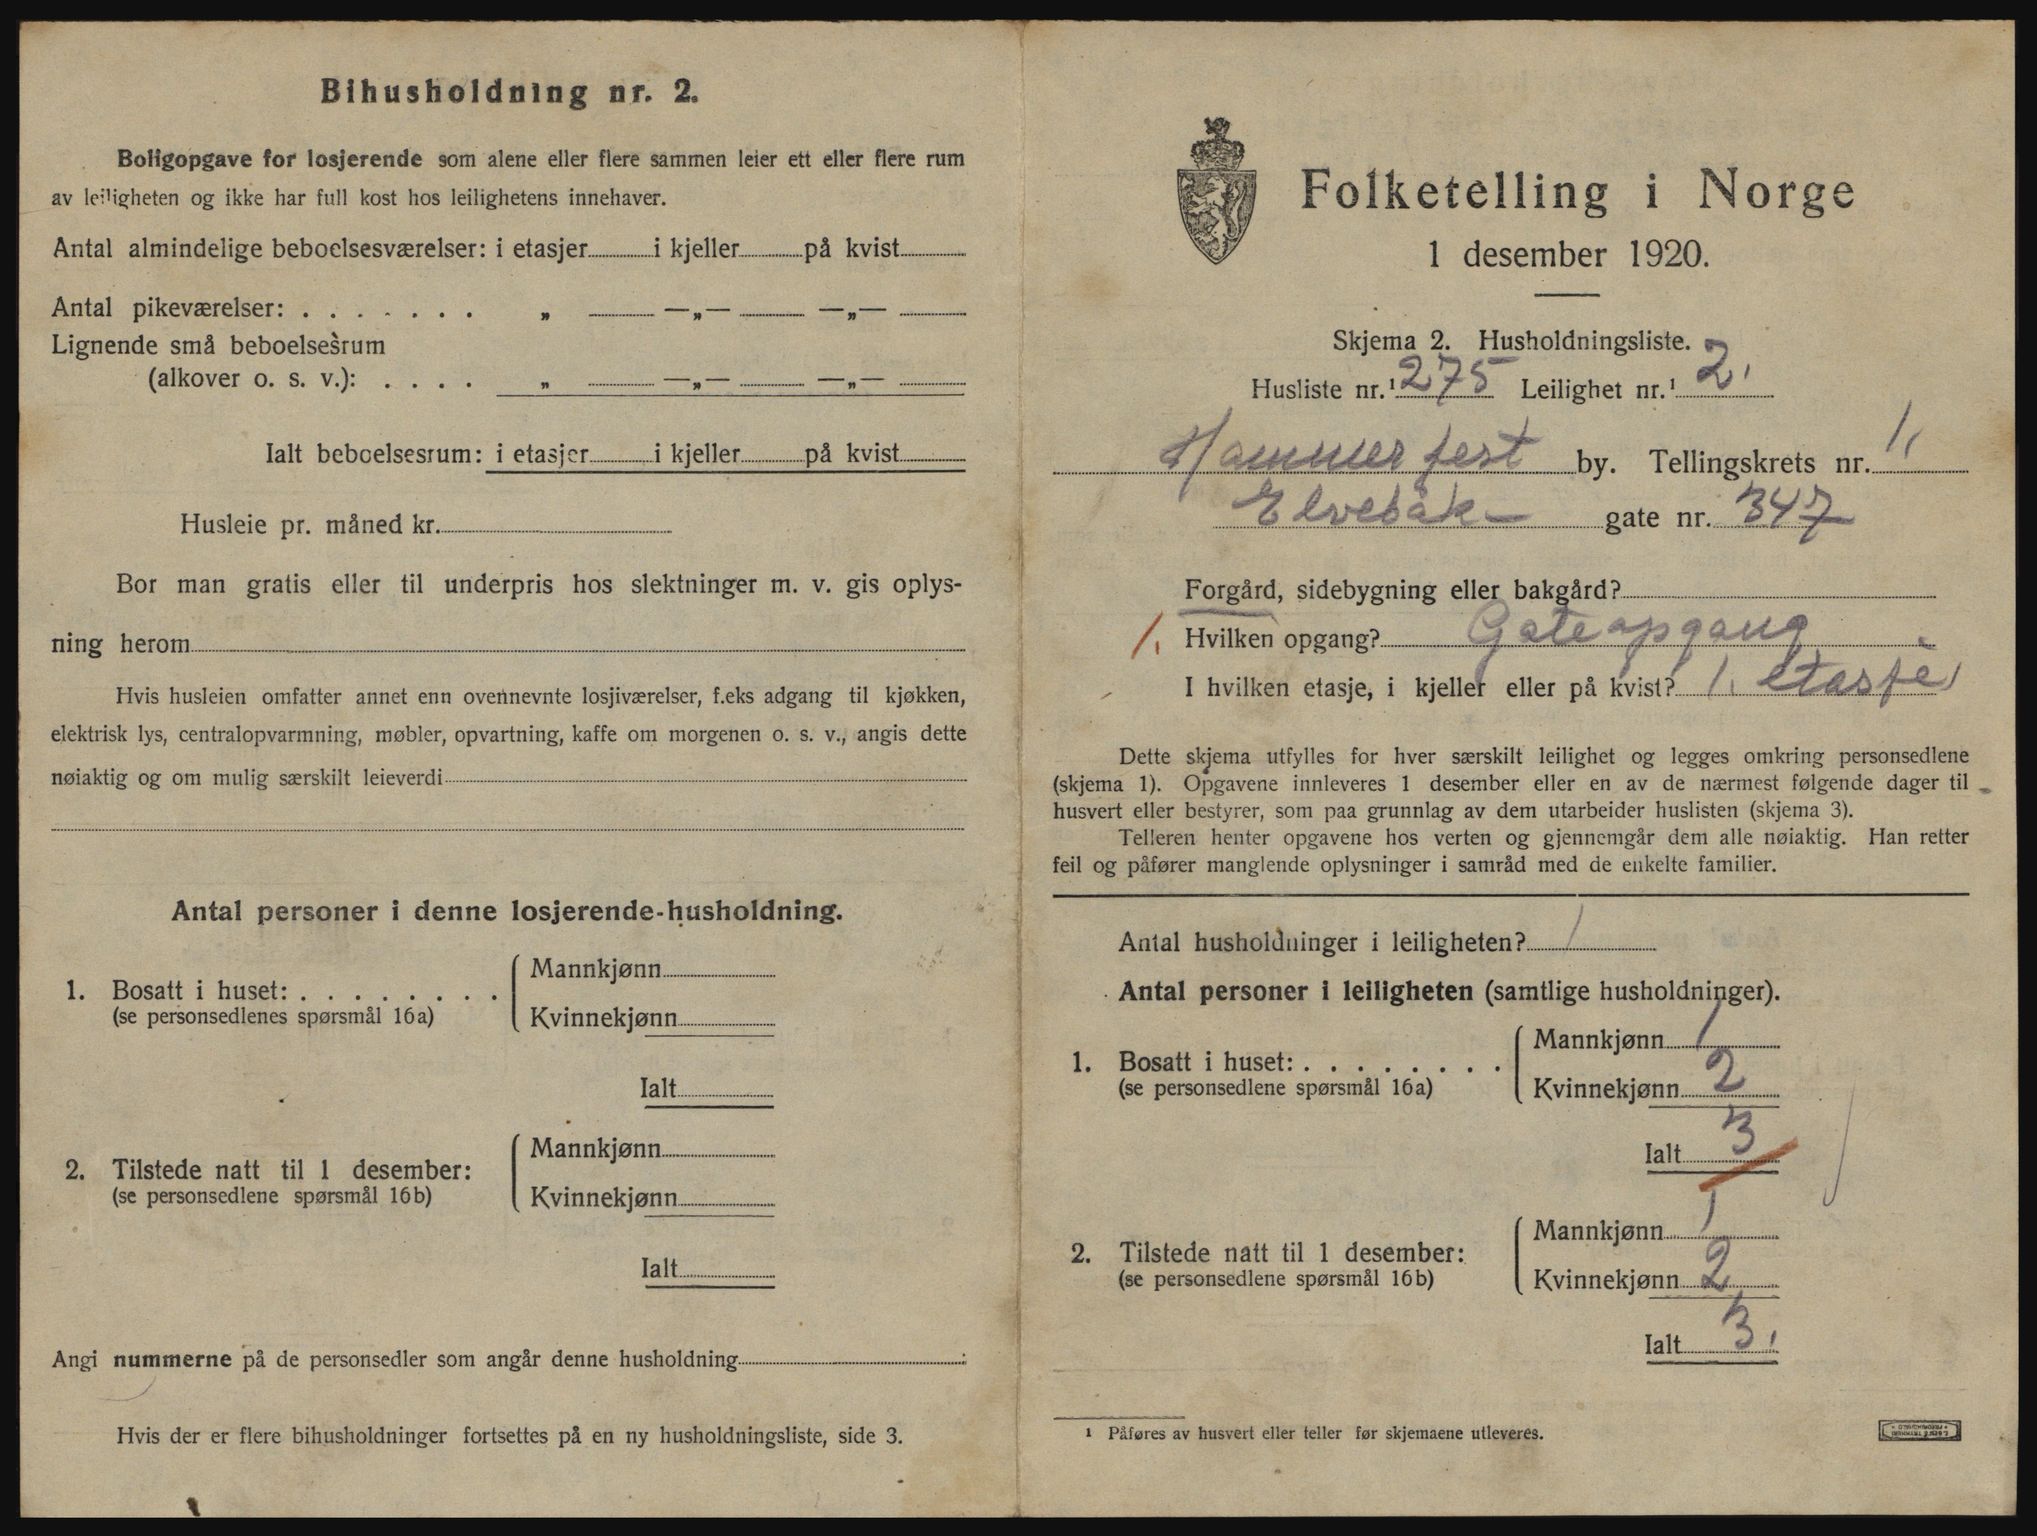 Bihusholdning nr. 2.
Boligopgave for losjerende som alene eller flere sammen leier ett eller flere rum
av leiligheten og ikke har full kost hos leilighetens innehaver.
Antal almindelige beboelsesværelser: i etasjer i kjeller på kvist
Antal pikeværelser: . . . . . . . „ —„— —„—
Lignende små beboelsesrum
(alkover o. s. v.): . . . . „ —„— —„—
Ialt beboelsesrum: i etasjer i kjeller på kvist
Husleie pr. måned kr.
Bor man gratis eller til underpris hos slektninger m. v. gis oplys-
ning herom
Hvis husleien omfatter annet enn ovennevnte losjiværelser, f.eks adgang til kjøkken,
elektrisk lys, centralopvarmning, møbler, opvartning, kaffe om morgenen o. s. v., angis dette
nøiaktig og om mulig særskilt leieverdi
Antal personer i denne losjerende-husholdning.
1. Bosatt i huset: . . . . . . . . Mannkjønn
(se personsedlenes spørsmål 16a) Kvinnekjønn
Ialt
2. Tilstede natt til 1 desember: Mannkjønn
(se personsedlene spørsmål 16b) Kvinnekjønn
Ialt
Angi nummerne på de personsedler som angår denne husholdning
Hvis der er flere bihusholdninger fortsettes på en ny husholdningsliste, side 3.
Folketelling i Norge
1 desember 1920.
Skjema 2. Husholdningsliste.
Husliste nr.¹ 275 Leilighet nr.¹ 2.
Hammerfest by. Tellingskrets nr. 1.
Elvebak gate nr. 347
Forgård, sidebygning eller bakgård?
1. Hvilken opgang? Gateopgang
I hvilken etasje, i kjeller eller på kvist? 1. etasje
Dette skjema utfylles for hver særskilt leilighet og legges omkring personsedlene
(skjema 1). Opgavene innleveres 1 desember eller en av de nærmest følgende dager til
husvert eller bestyrer, som paa grunnlag av dem utarbeider huslisten (skjema 3).
Telleren henter opgavene hos verten og gjennemgår dem alle nøiaktig. Han retter
feil og påfører manglende oplysninger i samråd med de enkelte familier.
Antal husholdninger i leiligheten? 1
Antal personer i leiligheten (samtlige husholdninger).
1. Bosatt i huset: . . . . . . . . Mannkjønn 1
(se personsedlene spørsmål 16a) Kvinnekjønn 2
Ialt 3
2. Tilstede natt til 1 desember: Mannkjønn 1
(se personsedlene spørsmål 16b) Kvinnekjønn 2
Ialt 3.
¹ Påføres av husvert eller teller før skjemaene utleveres.